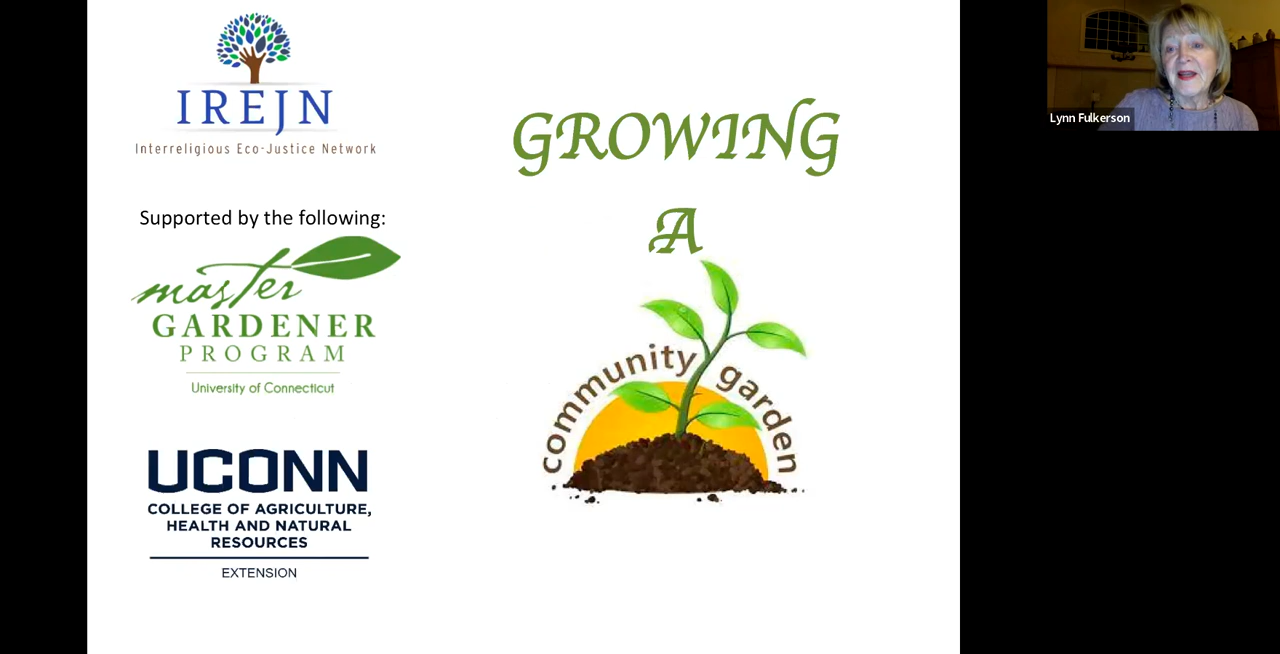 IREJN
Interreligious Eco-Justice Network
Supported by the following:
master
GARDENER
PROGRAM
University of Connecticut
UCONN
COLLEGE OF AGRICULTURE,
HEALTH AND NATURAL
RESOURCES
EXTENSION
GROWING
A
community garden
Lynn Fulkerson